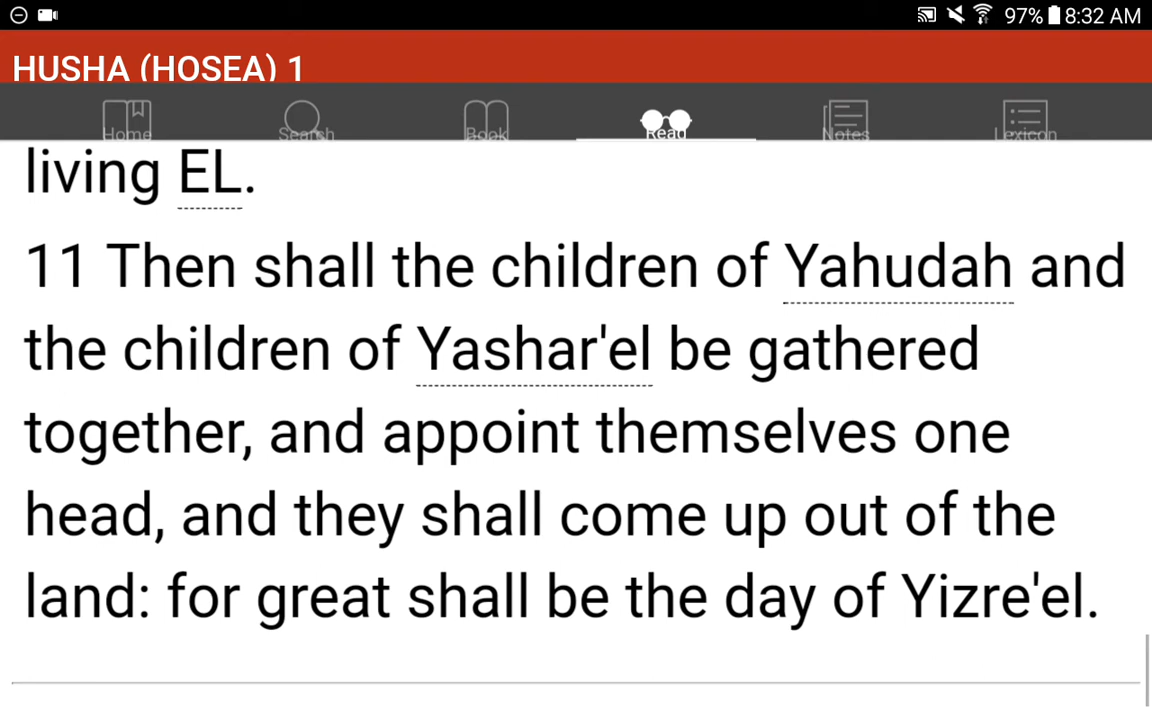 97% 8:32 AM
HUSHA (HOSEA) 1
Home Search Book Read Notes Lexicon
living EL.
11 Then shall the children of Yahudah and
the children of Yashar'el be gathered
together, and appoint themselves one
head, and they shall come up out of the
land: for great shall be the day of Yizre'el.